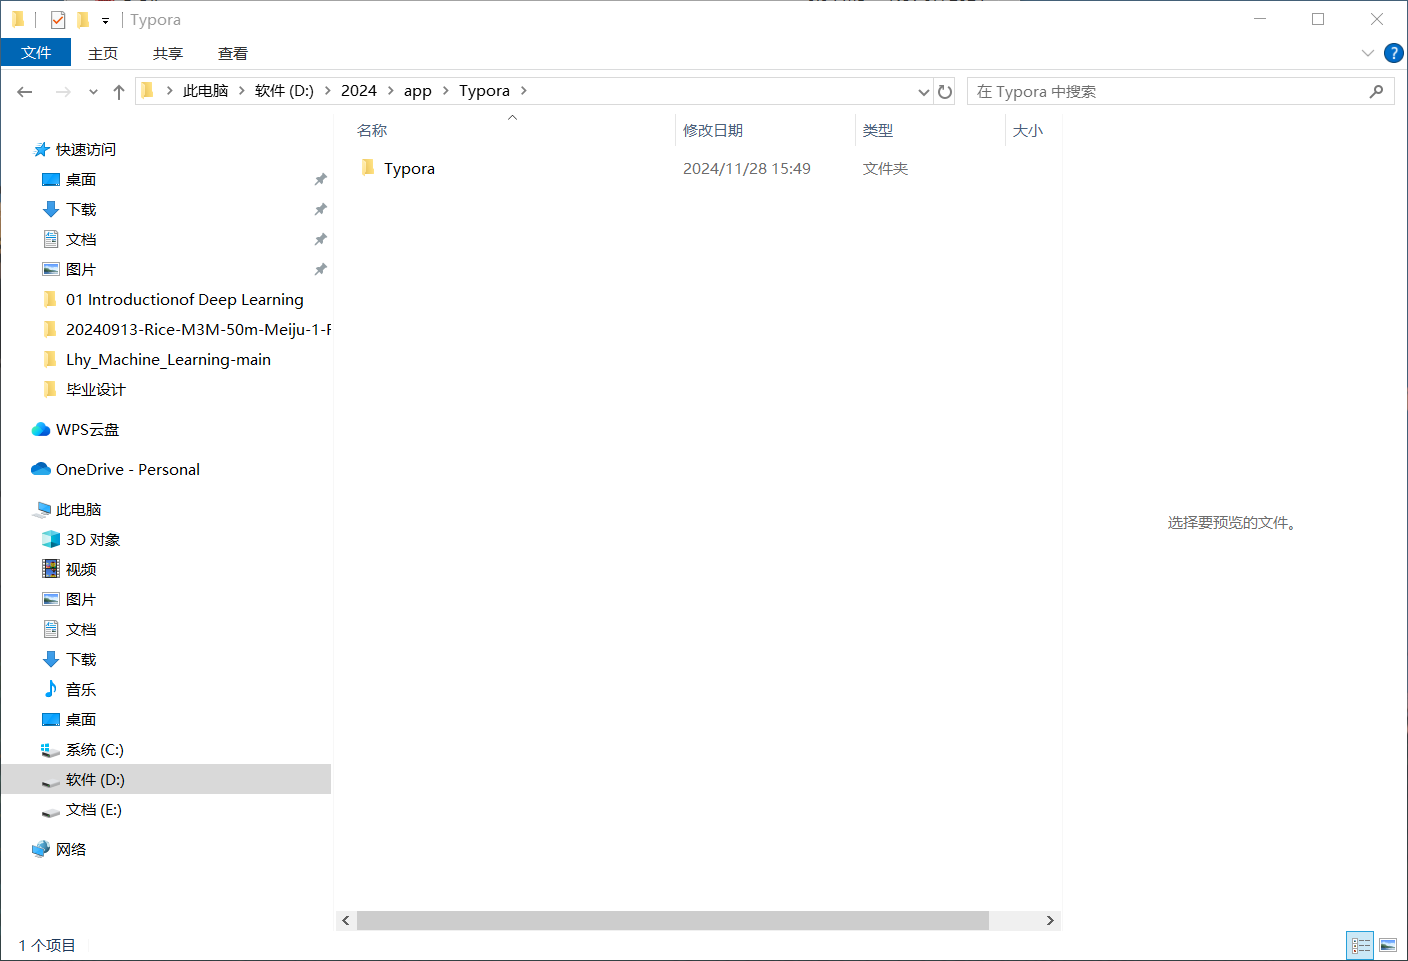 Typora
文件 主页 共享 查看
此电脑 软件 (D:) 2024 app Typora
在 Typora 中搜索
名称 修改日期 类型 大小
Typora 2024/11/28 15:49 文件夹
快速访问
桌面
下载
文档
图片
01 Introductionof Deep Learning
20240913-Rice-M3M-50m-Meiju-1-F
Lhy_Machine_Learning-main
毕业设计
WPS云盘
OneDrive - Personal
此电脑
3D 对象
视频
图片
文档
下载
音乐
桌面
系统 (C:)
软件 (D:)
文档 (E:)
网络
选择要预览的文件。
1 个项目